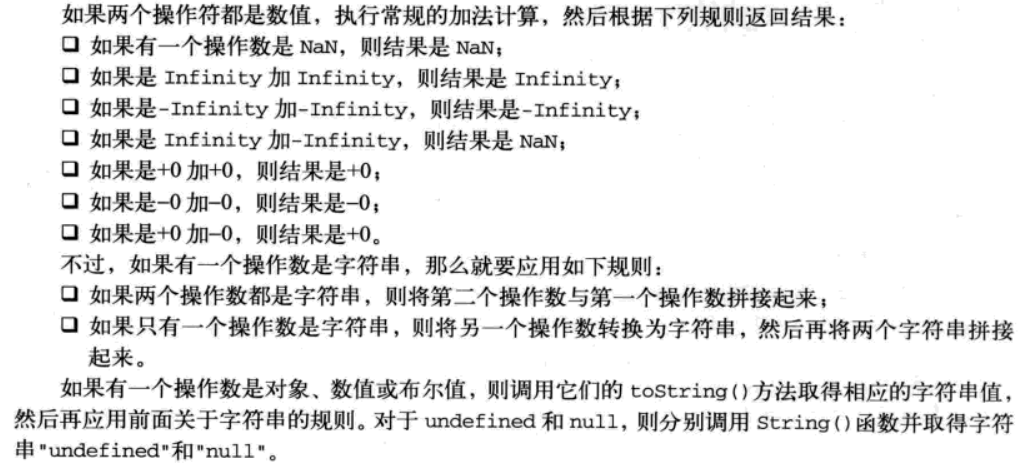 如果两个操作符都是数值，执行常规的加法计算，然后根据下列规则返回结果：
❑ 如果有一个操作数是 NaN，则结果是 NaN；
❑ 如果是 Infinity 加 Infinity，则结果是 Infinity；
❑ 如果是-Infinity 加-Infinity，则结果是-Infinity；
❑ 如果是 Infinity 加-Infinity，则结果是 NaN；
❑ 如果是+0 加+0，则结果是+0；
❑ 如果是–0 加–0，则结果是–0；
❑ 如果是+0 加–0，则结果是+0。
不过，如果有一个操作数是字符串，那么就要应用如下规则：
❑ 如果两个操作数都是字符串，则将第二个操作数与第一个操作数拼接起来；
❑ 如果只有一个操作数是字符串，则将另一个操作数转换为字符串，然后再将两个字符串拼接
起来。
如果有一个操作数是对象、数值或布尔值，则调用它们的 toString()方法取得相应的字符串值，
然后再应用前面关于字符串的规则。对于 undefined 和 null，则分别调用 String()函数并取得字符
串"undefined"和"null"。